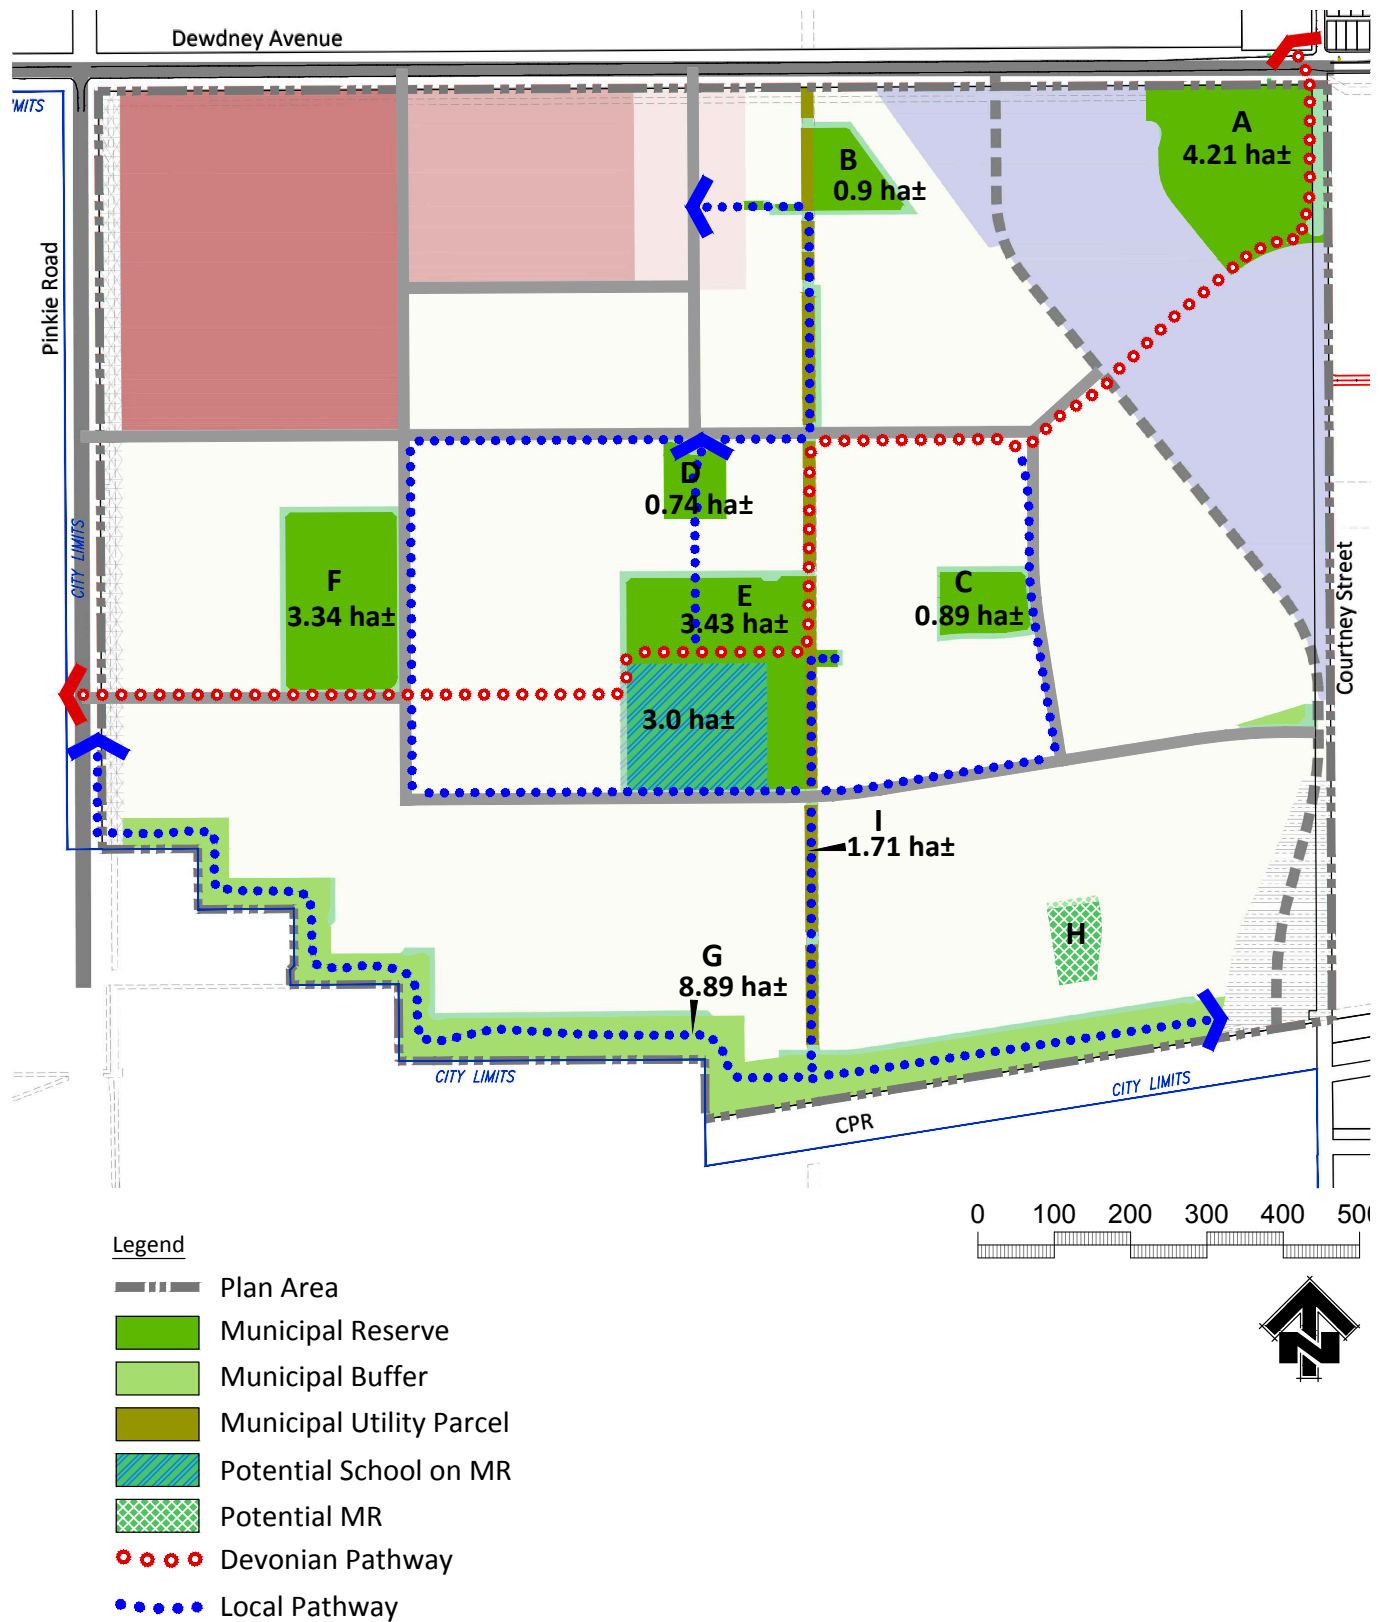 Dewdney Avenue
IMITS
A
4.21 ha±
B
0.9 ha±
Pinkie Road
D
0.74 ha±
CITY LIMITS
F
3.34 ha±
E
3.43 ha±
C
0.89 ha±
Courtney Street
3.0 ha±
I
1.71 ha±
H
G
8.89 ha±
CITY LIMITS
CITY LIMITS
CPR
0 100 200 300 400 500
Legend
Plan Area
Municipal Reserve
Municipal Buffer
Municipal Utility Parcel
Potential School on MR
Potential MR
Devonian Pathway
Local Pathway
N